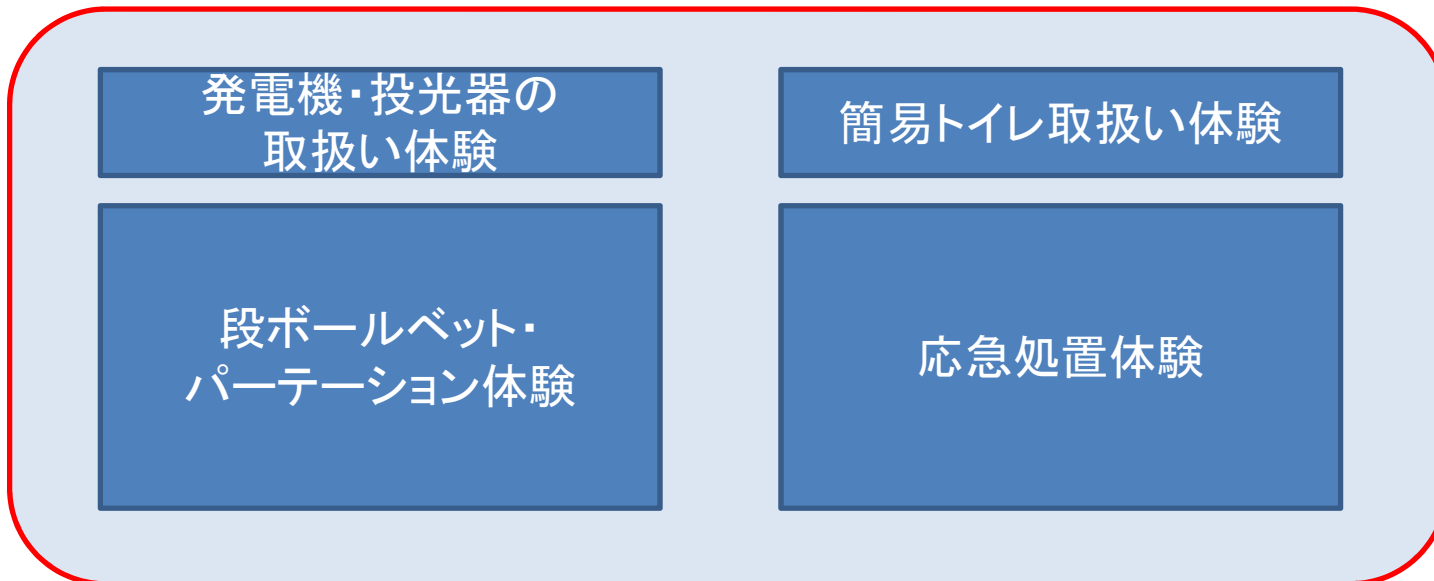 発電機・投光器の
取扱い体験
簡易トイレ取扱い体験
段ボールベット・
パーテーション体験
応急処置体験